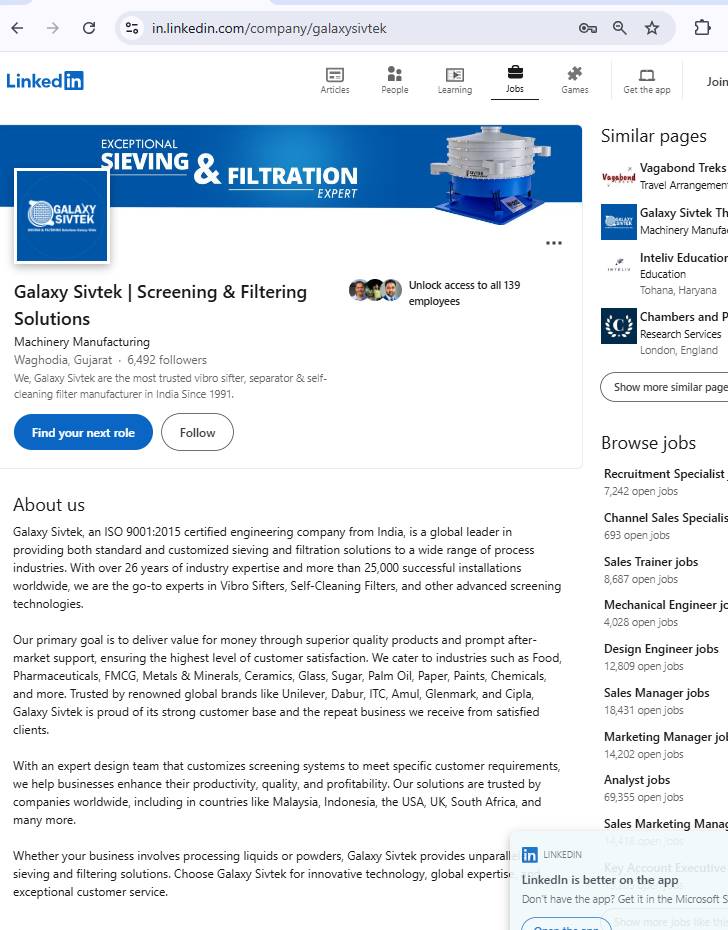 in.linkedin.com/company/galaxysivtek
Linked in
Articles
People
Learning
Jobs
Games
Get the app
Join
EXCEPTIONAL
SIEVING & FILTRATION
EXPERT
GALAXY
SIVTEK
Galaxy Sivtek | Screening & Filtering
Solutions
Machinery Manufacturing
Waghodia, Gujarat · 6,492 followers
We, Galaxy Sivtek are the most trusted vibro sifter, separator & self-
cleaning filter manufacturer in India Since 1991.
Unlock access to all 139
employees
Find your next role
Follow
About us
Galaxy Sivtek, an ISO 9001:2015 certified engineering company from India, is a global leader in
providing both standard and customized sieving and filtration solutions to a wide range of process
industries. With over 26 years of industry expertise and more than 25,000 successful installations
worldwide, we are the go-to experts in Vibro Sifters, Self-Cleaning Filters, and other advanced screening
technologies.
Our primary goal is to deliver value for money through superior quality products and prompt after-
market support, ensuring the highest level of customer satisfaction. We cater to industries such as Food,
Pharmaceuticals, FMCG, Metals & Minerals, Ceramics, Glass, Sugar, Palm Oil, Paper, Paints, Chemicals,
and more. Trusted by renowned global brands like Unilever, Dabur, ITC, Amul, Glenmark, and Cipla,
Galaxy Sivtek is proud of its strong customer base and the repeat business we receive from satisfied
clients.
With an expert design team that customizes screening systems to meet specific customer requirements,
we help businesses enhance their productivity, quality, and profitability. Our solutions are trusted by
companies worldwide, including in countries like Malaysia, Indonesia, the USA, UK, South Africa, and
many more.
Whether your business involves processing liquids or powders, Galaxy Sivtek provides unparall
sieving and filtering solutions. Choose Galaxy Sivtek for innovative technology, global expertise
exceptional customer service.
Similar pages
Vagabond Treks
Travel Arrangemen
Galaxy Sivtek Th
Machinery Manufa
Inteliv Education
Education
Tohana, Haryana
Chambers and P
Research Services
London, England
Show more similar page
Browse jobs
Recruitment Specialist
7,242 open jobs
Channel Sales Specialis
693 open jobs
Sales Trainer jobs
8,687 open jobs
Mechanical Engineer jo
4,028 open jobs
Design Engineer jobs
12,809 open jobs
Sales Manager jobs
18,431 open jobs
Marketing Manager job
14,202 open jobs
Analyst jobs
69,355 open jobs
Sales Marketing Manag
14,418 open jobs
Key Account Executive
Show more jobs like this
LINKEDIN
LinkedIn is better on the app
Don't have the app? Get it in the Microsoft S
Open the app